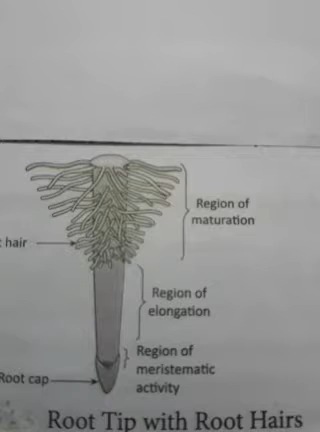 Region of
maturation
hair
Region of
elongation
Region of
meristematic
activity
Root cap
Root Tip with Root Hairs